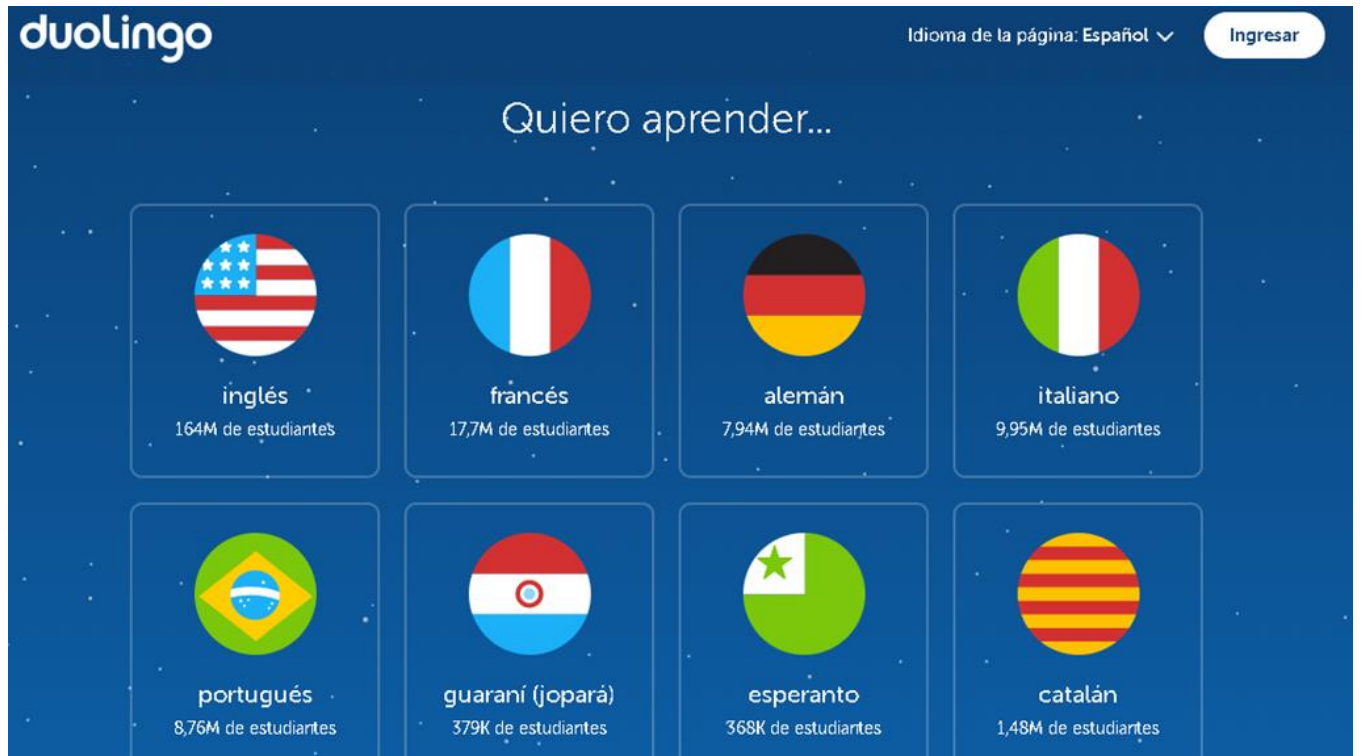 duolingo
Idioma de la página: Español
Ingresar
Quiero aprender...
inglés
164M de estudiantes
francés
17,7M de estudiantes
alemán
7,94M de estudiantes
italiano
9,95M de estudiantes
portugués
8,76M de estudiantes
guaraní (jopará)
379K de estudiantes
esperanto
368K de estudiantes
catalán
1,48M de estudiantes